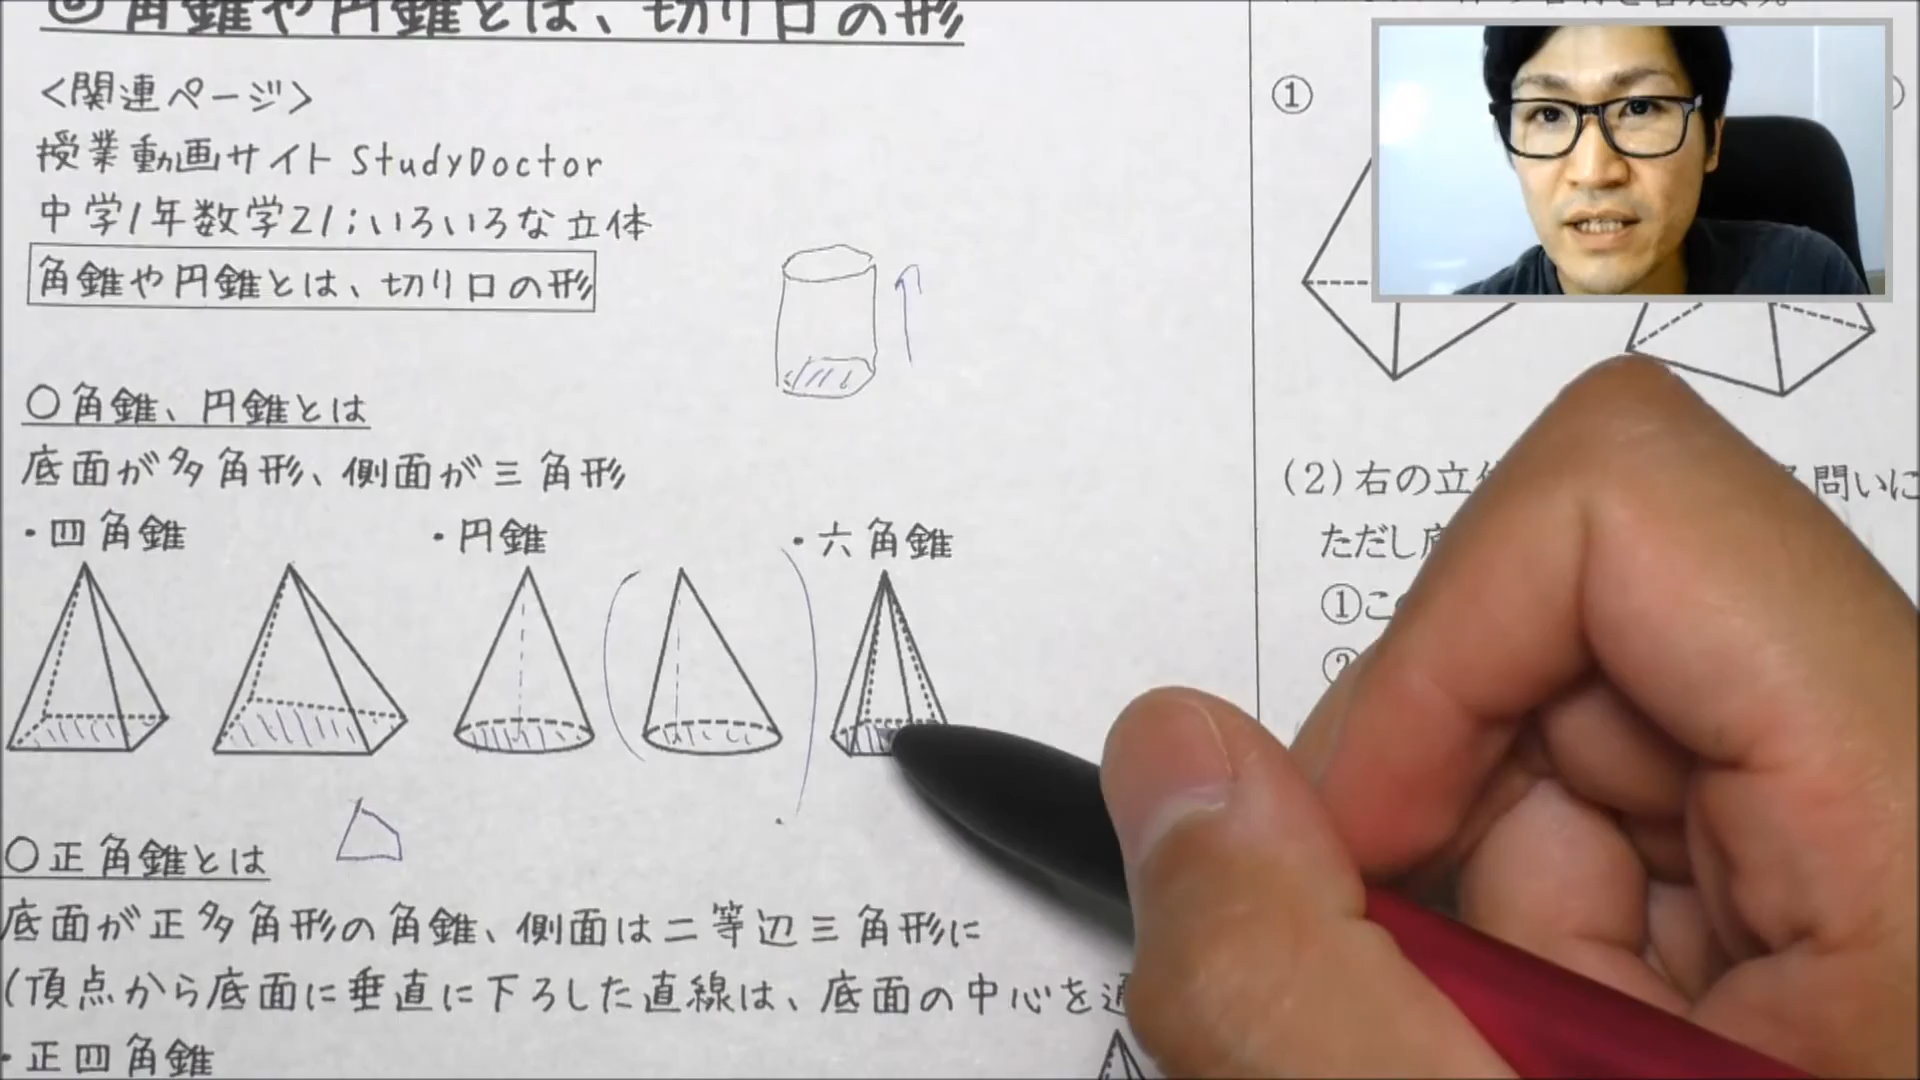 角錐や円錐とは、切り口の形
<関連ページ>
授業動画サイト StudyDoctor
中学1年数学21;いろいろな立体
角錐や円錐とは、切り口の形
○角錐、円錐とは
底面が多角形、側面が三角形
・四角錐
・円錐
・六角錐
○正角錐とは
底面が正多角形の角錐、側面は二等辺三角形に
(頂点から底面に垂直に下ろした直線は、底面の中心を通
・正四角錐
①
(2)右の立
問いに
ただし
①こ
②